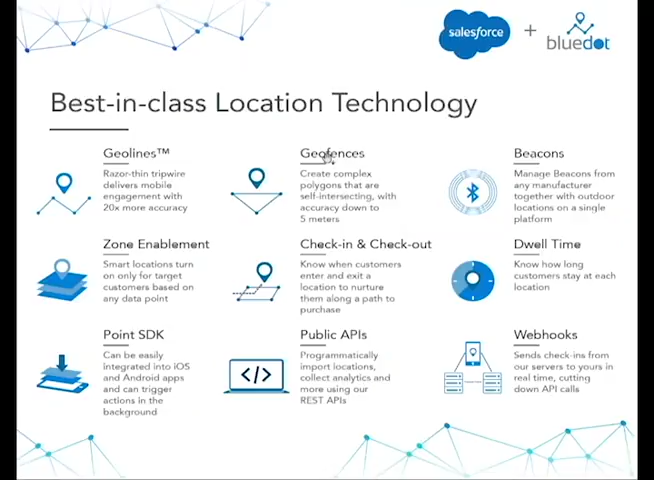 salesforce
+
bluedot
Best-in-class Location Technology
Geolines™
Razor-thin tripwire
delivers mobile
engagement with
20x more accuracy
Geofences
Create complex
polygons that are
self-intersecting, with
accuracy down to
5 meters
Beacons
Manage Beacons from
any manufacturer
together with outdoor
locations on a single
platform
Zone Enablement
Smart locations turn
on only for target
customers based on
any data point
Check-in & Check-out
Know when customers
enter and exit a
location to nurture
them along a path to
purchase
Dwell Time
Know how long
customers stay at each
location
Point SDK
Can be easily
integrated into iOS
and Android apps
and can trigger
actions in the
background
</>
Public APIs
Programmatically
import locations,
collect analytics and
more using our
REST APIs
Webhooks
Sends check-ins from
our servers to yours in
real time, cutting
down API calls